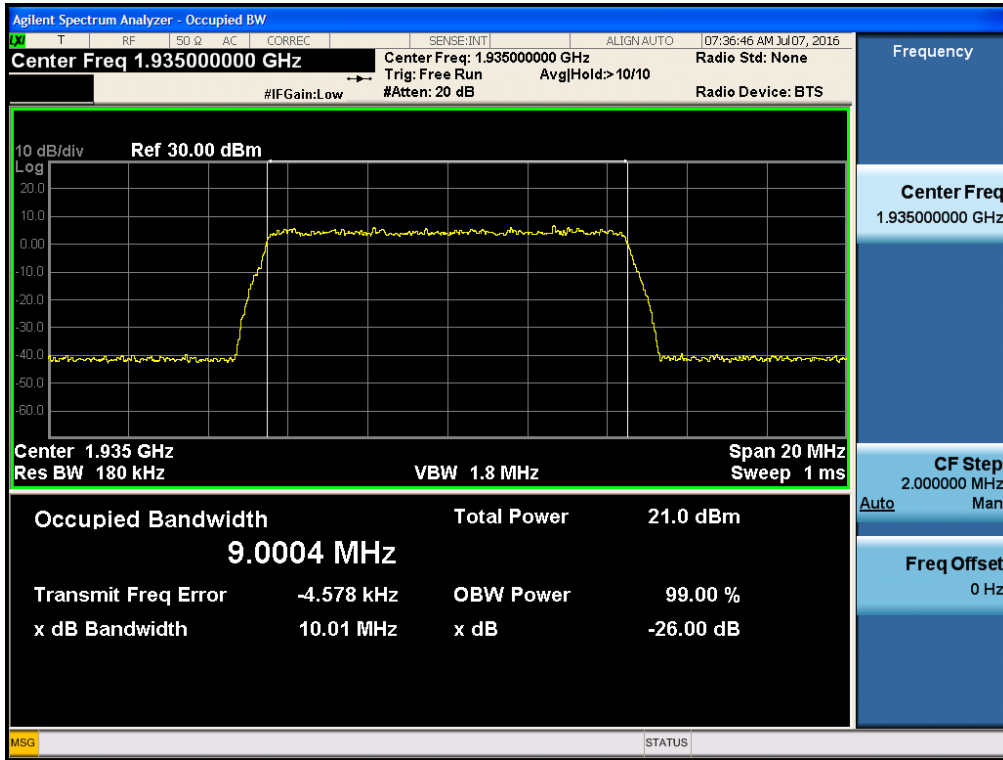 Agilent Spectrum Analyzer - Occupied BW
LXI T RF 50 Ω AC CORREC SENSE:INT ALIGN AUTO 07:36:46 AM Jul 07, 2016
Center Freq 1.935000000 GHz
Center Freq: 1.935000000 GHz Radio Std: None
Trig: Free Run Avg|Hold:>10/10
#IFGain:Low #Atten: 20 dB Radio Device: BTS
10 dB/div Ref 30.00 dBm
Log
20.0
10.0
0.00
-10.0
-20.0
-30.0
-40.0
-50.0
-60.0
Center 1.935 GHz Span 20 MHz
Res BW 180 kHz VBW 1.8 MHz Sweep 1 ms
Occupied Bandwidth Total Power 21.0 dBm
9.0004 MHz
Transmit Freq Error -4.578 kHz OBW Power 99.00 %
x dB Bandwidth 10.01 MHz x dB -26.00 dB
MSG STATUS
Frequency
Center Freq
1.935000000 GHz
CF Step
2.000000 MHz
Auto Man
Freq Offset
0 Hz